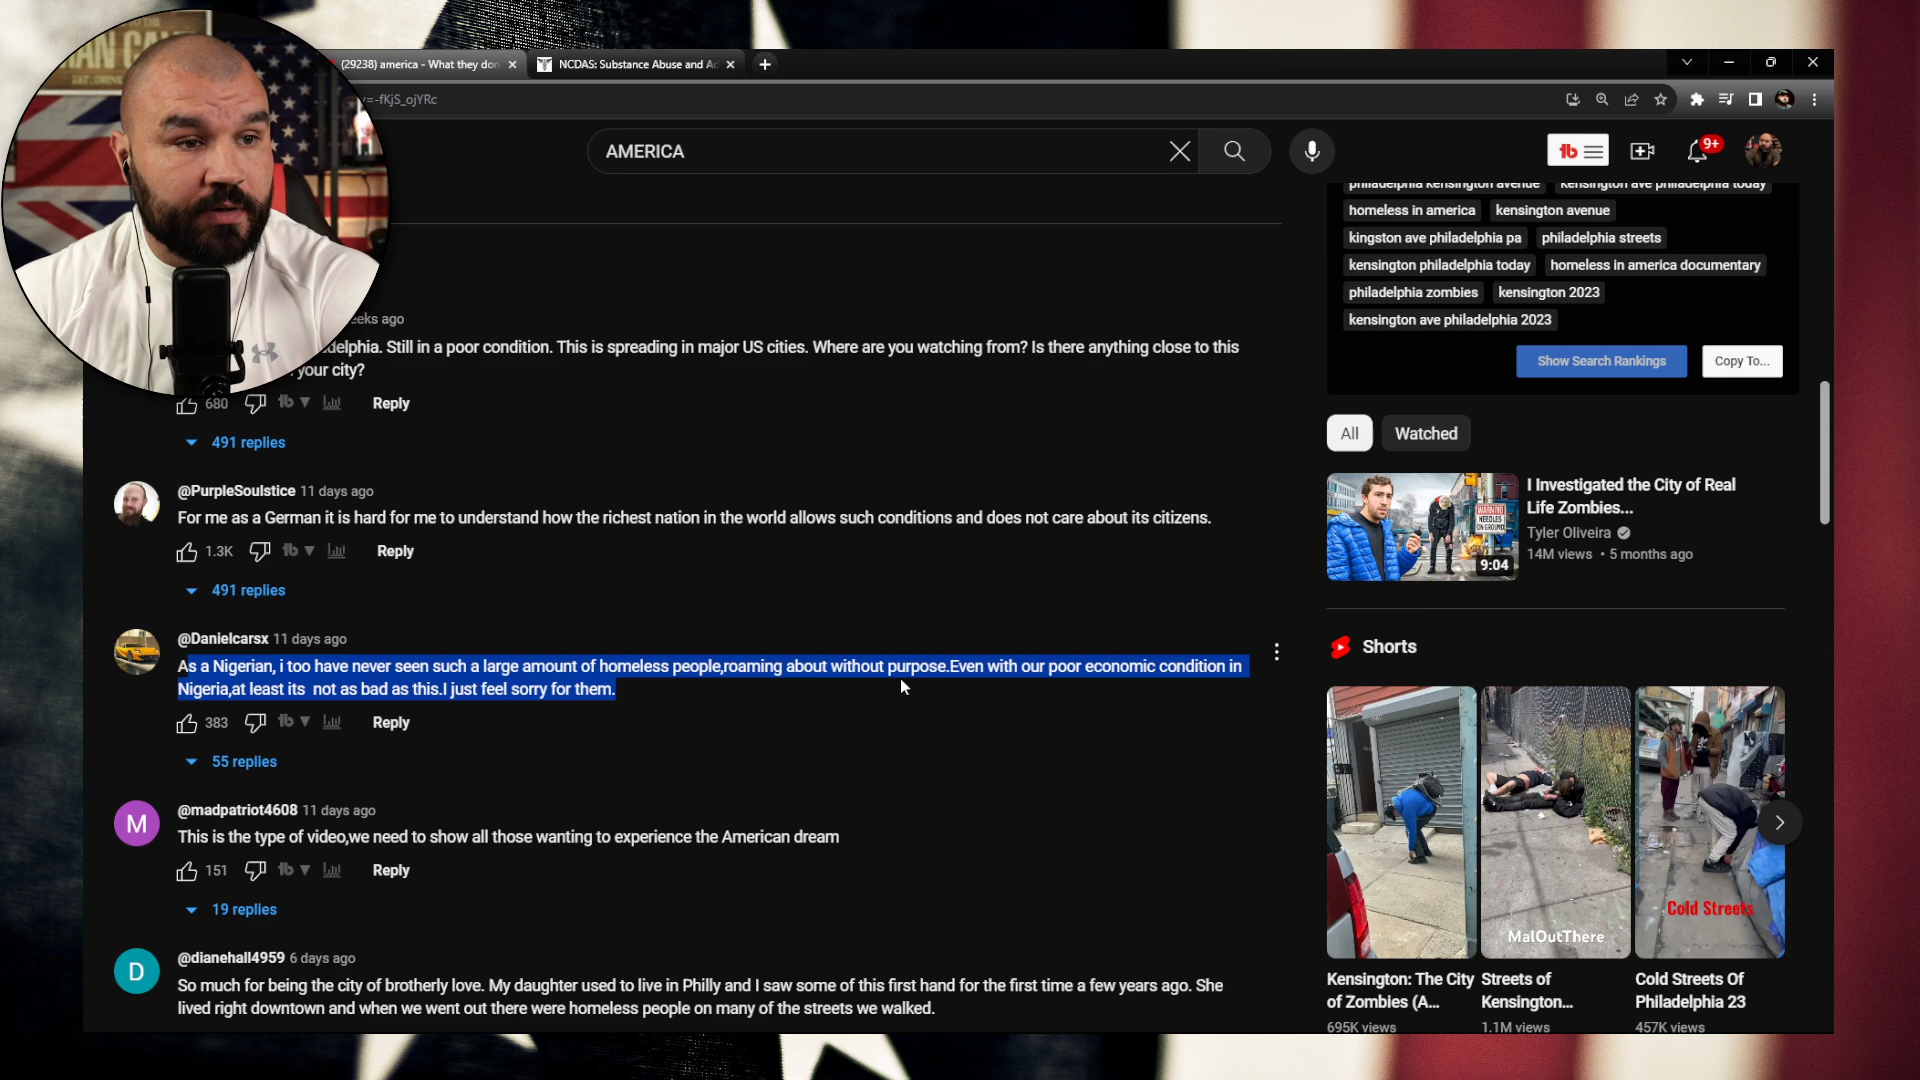 (29238) america - What they don
NCDAS: Substance Abuse and Ad
=-fKjS_ojYRc
AMERICA
9+
philadelphia kensington avenue kensington ave philadelphia today
homeless in america kensington avenue
kingston ave philadelphia pa philadelphia streets
kensington philadelphia today homeless in america documentary
philadelphia zombies kensington 2023
kensington ave philadelphia 2023
Show Search Rankings Copy To...
All Watched
eeks ago
delphia. Still in a poor condition. This is spreading in major US cities. Where are you watching from? Is there anything close to this
your city?
680 Reply
491 replies
@PurpleSoulstice 11 days ago
For me as a German it is hard for me to understand how the richest nation in the world allows such conditions and does not care about its citizens.
1.3K Reply
491 replies
@Danielcarsx 11 days ago
As a Nigerian, i too have never seen such a large amount of homeless people,roaming about without purpose.Even with our poor economic condition in
Nigeria,at least its not as bad as this.I just feel sorry for them.
383 Reply
55 replies
M
@madpatriot4608 11 days ago
This is the type of video,we need to show all those wanting to experience the American dream
151 Reply
19 replies
D
@dianehall4959 6 days ago
So much for being the city of brotherly love. My daughter used to live in Philly and I saw some of this first hand for the first time a few years ago. She
lived right downtown and when we went out there were homeless people on many of the streets we walked.
WARNING
NEEDLES
ON GROUND
9:04
I Investigated the City of Real
Life Zombies...
Tyler Oliveira
14M views • 5 months ago
Shorts
MalOutThere
Cold Streets
Kensington: The City
of Zombies (A...
695K views
Streets of
Kensington...
1.1M views
Cold Streets Of
Philadelphia 23
457K views